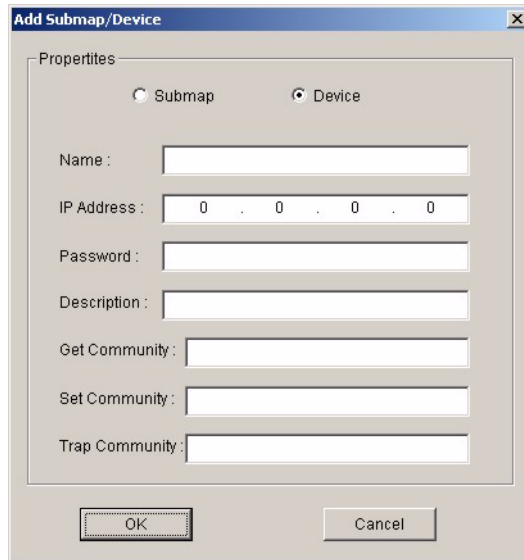 Add Submap/Device
Propertites
Submap Device
Name :
IP Address : 0 . 0 . 0 . 0
Password :
Description :
Get Community :
Set Community :
Trap Community :
OK Cancel